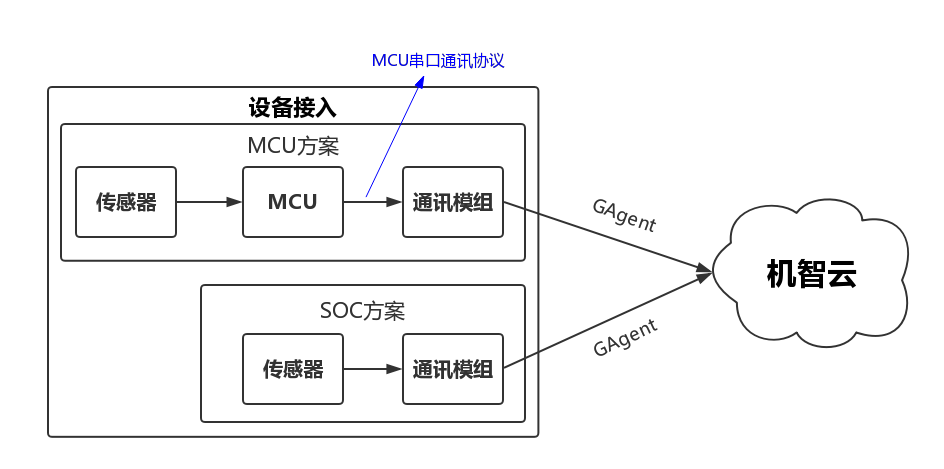 MCU串口通讯协议
设备接入
MCU方案
传感器
MCU
通讯模组
GAgent
机智云
SOC方案
传感器
通讯模组
GAgent